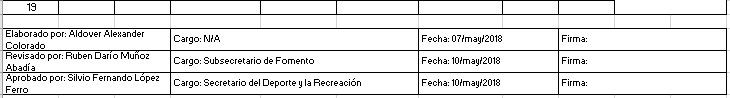 19
Elaborado por: Aldover Alexander Colorado Cargo: N/A Fecha: 07/may/2018 Firma:
Revisado por: Ruben Darío Muñoz Abadía Cargo: Subsecretario de Fomento Fecha: 10/may/2018 Firma:
Aprobado por: Silvio Fernando López Ferro Cargo: Secretario del Deporte y la Recreación Fecha: 10/may/2018 Firma: